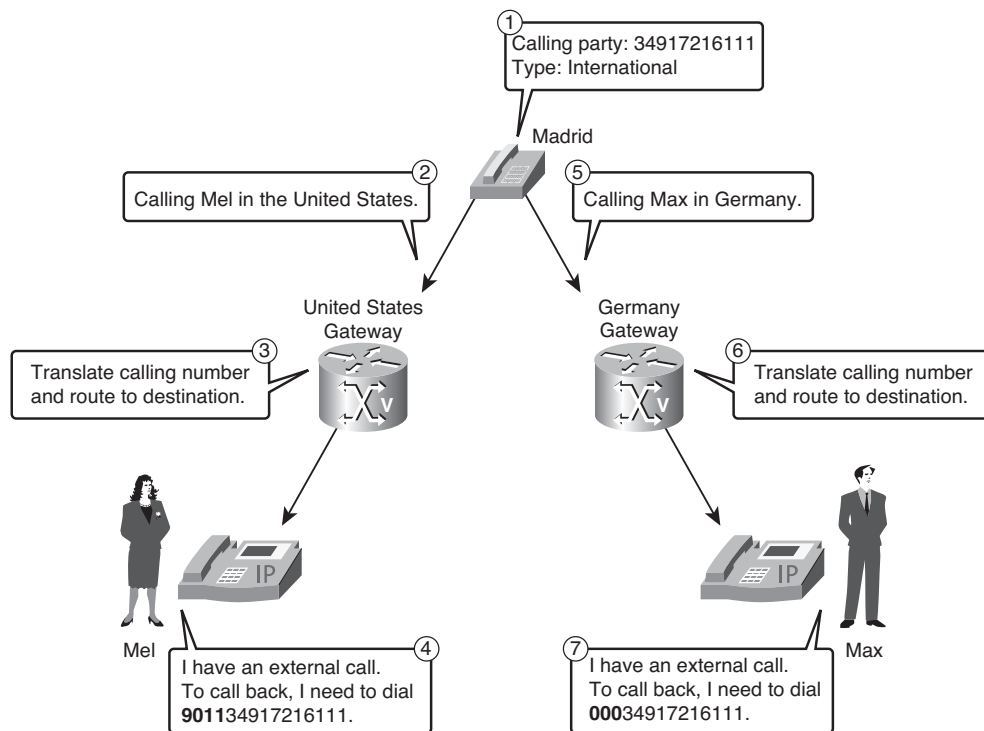 1
Calling party: 34917216111
Type: International
Madrid
2
Calling Mel in the United States.
5
Calling Max in Germany.
United States
Gateway
Germany
Gateway
3
Translate calling number
and route to destination.
V
V
6
Translate calling number
and route to destination.
IP
IP
Mel
Max
4
I have an external call.
To call back, I need to dial
901134917216111.
7
I have an external call.
To call back, I need to dial
00034917216111.